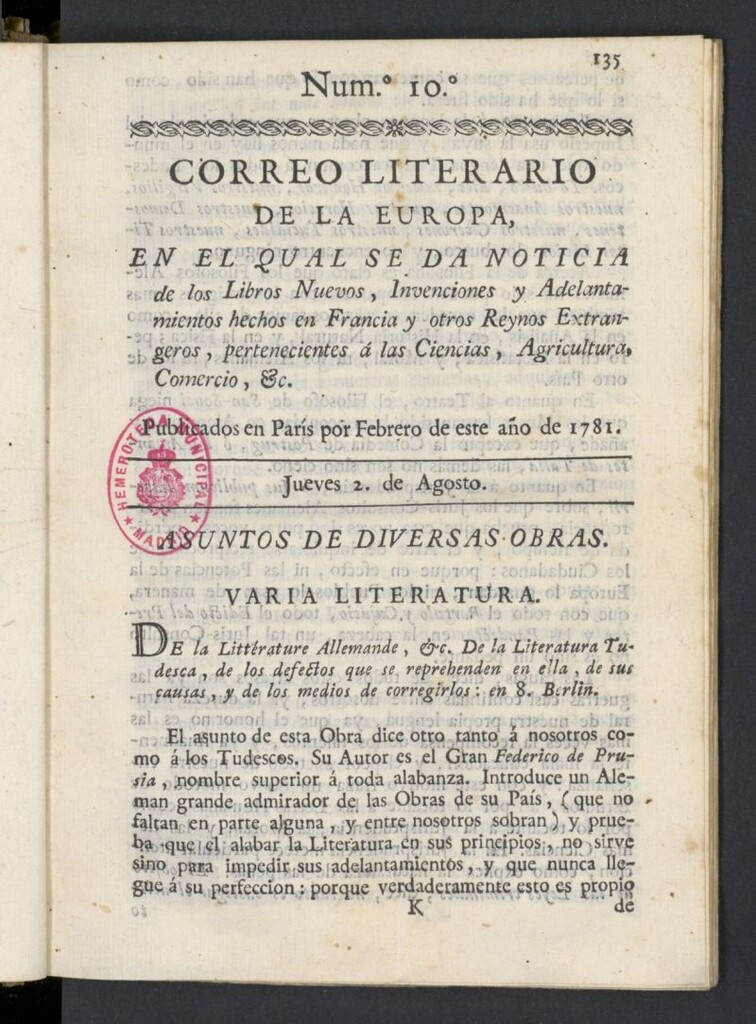 135
Num.º 10.º
CORREO LITERARIO
DE LA EUROPA,
EN EL QUAL SE DA NOTICIA
de los Libros Nuevos, Invenciones y Adelanta-
mientos hechos en Francia y otros Reynos Extran-
geros, pertenecientes á las Ciencias, Agricultura,
Comercio, &c.
Publicados en París por Febrero de este año de 1781.
HEMEROTECA MUNICIPAL
★ MADRID ★
Jueves 2. de Agosto.
ASUNTOS DE DIVERSAS OBRAS.
VARIA LITERATURA.
DE la Littérature Allemande, &c. De la Literatura Tu-
desca, de los defectos que se reprehenden en ella, de sus
causas, y de los medios de corregirlos: en 8. Berlin.
El asunto de esta Obra dice otro tanto á nosotros co-
mo á los Tudescos. Su Autor es el Gran Federico de Pru-
sia, nombre superior á toda alabanza. Introduce un Ale-
man grande admirador de las Obras de su País, (que no
faltan en parte alguna, y entre nosotros sobran) y prue-
ba que el alabar la Literatura en sus principios, no sirve
sino para impedir sus adelantamientos, y que nunca lle-
gue á su perfeccion: porque verdaderamente esto es propio
K de